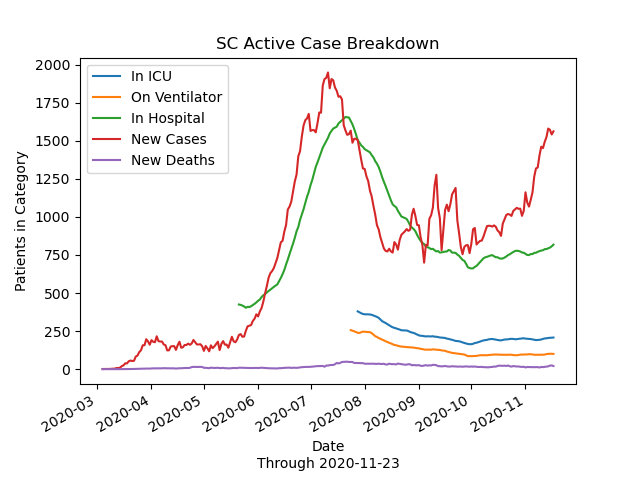 SC Active Case Breakdown
In ICU
On Ventilator
In Hospital
New Cases
New Deaths
Patients in Category
2000
1750
1500
1250
1000
750
500
250
0
2020-03
2020-04
2020-05
2020-06
2020-07
2020-08
2020-09
2020-10
2020-11
Date
Through 2020-11-23